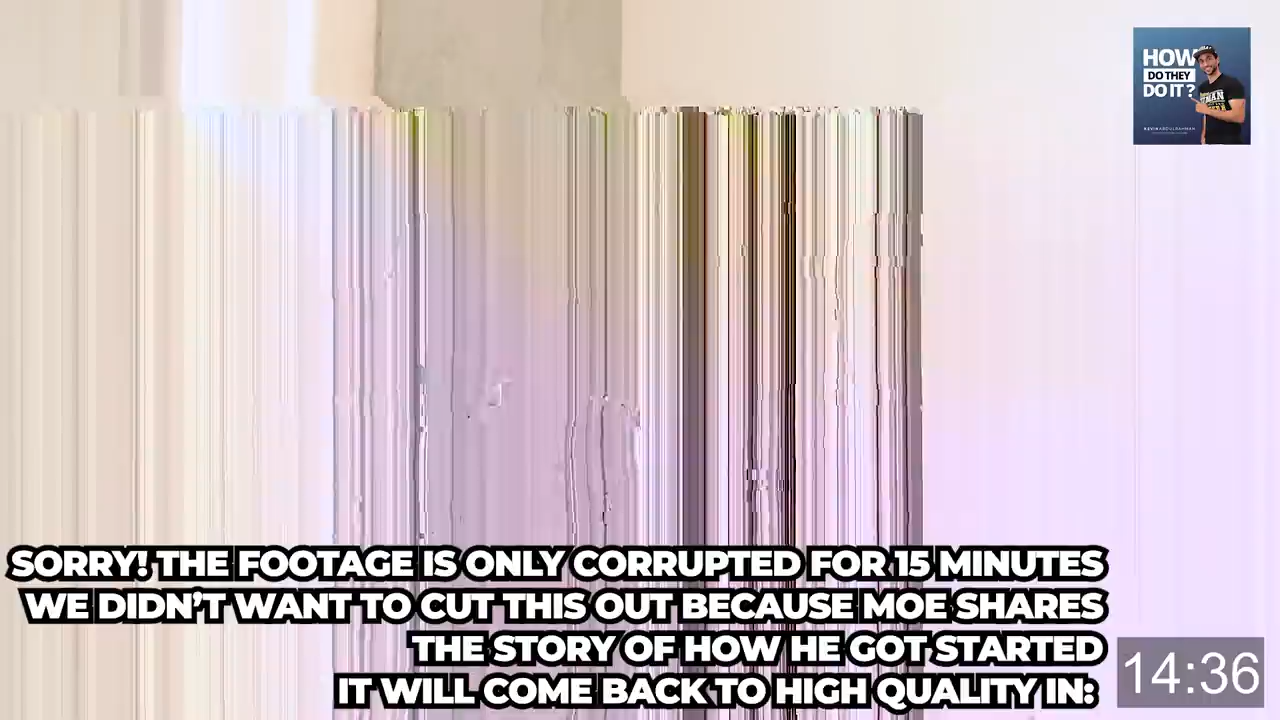 HOW
DO THEY
DO IT?
KEVINABDULRAHMAN
SORRY! THE FOOTAGE IS ONLY CORRUPTED FOR 15 MINUTES
WE DIDN'T WANT TO CUT THIS OUT BECAUSE MOE SHARES
THE STORY OF HOW HE GOT STARTED
IT WILL COME BACK TO HIGH QUALITY IN:
14:36